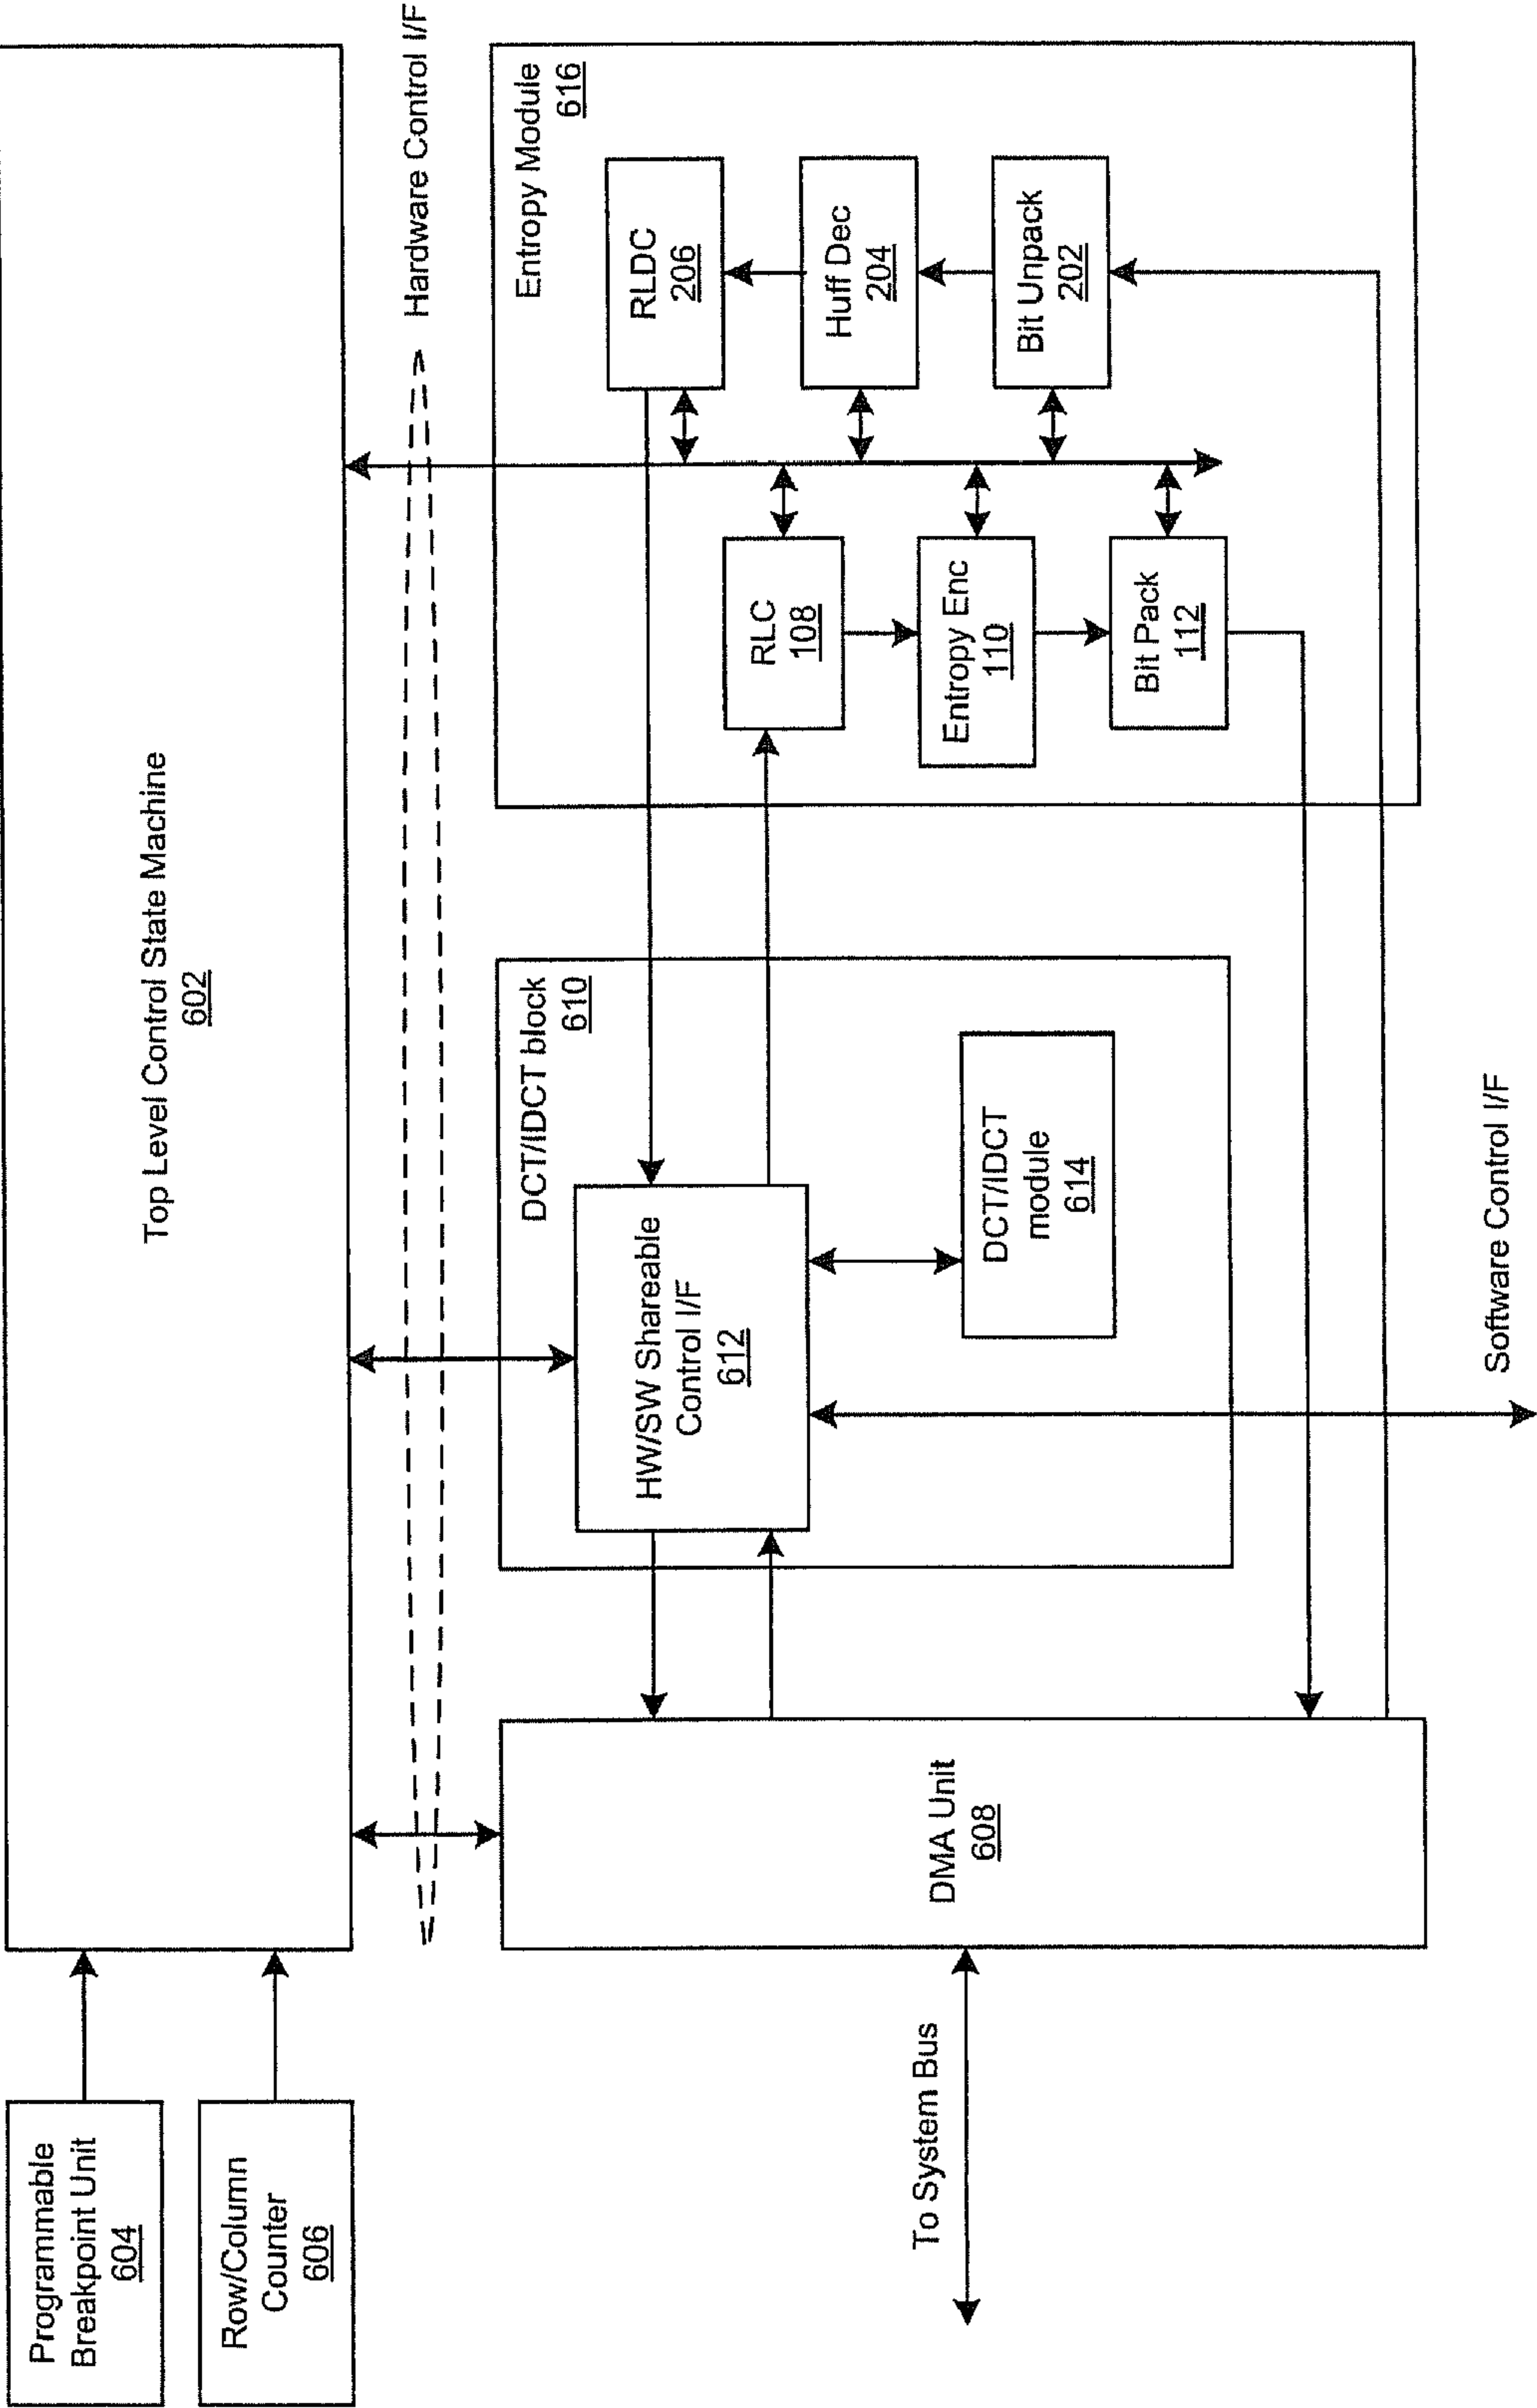 Programmable
Breakpoint Unit
604
Row/Column
Counter
606
Top Level Control State Machine
602
Hardware Control I/F
To System Bus
DMA Unit
608
DCT/IDCT block
610
HW/SW Shareable
Control I/F
612
DCT/IDCT
module
614
Software Control I/F
Entropy Module
616
RLC
108
Entropy Enc
110
Bit Pack
112
RLDC
206
Huff Dec
204
Bit Unpack
202